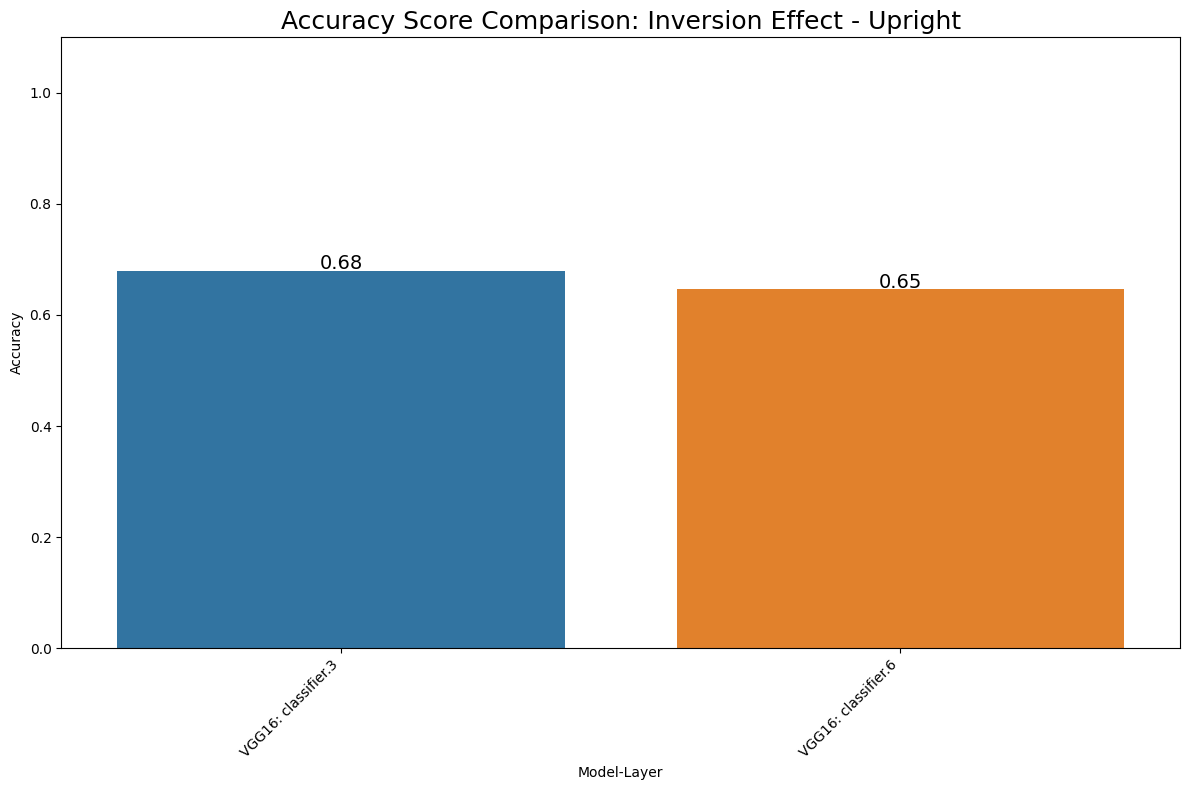 Accuracy Score Comparison: Inversion Effect - Upright
Accuracy
1.0
0.8
0.6
0.4
0.2
0.0
0.68
0.65
VGG16: classifier.3
VGG16: classifier.6
Model-Layer